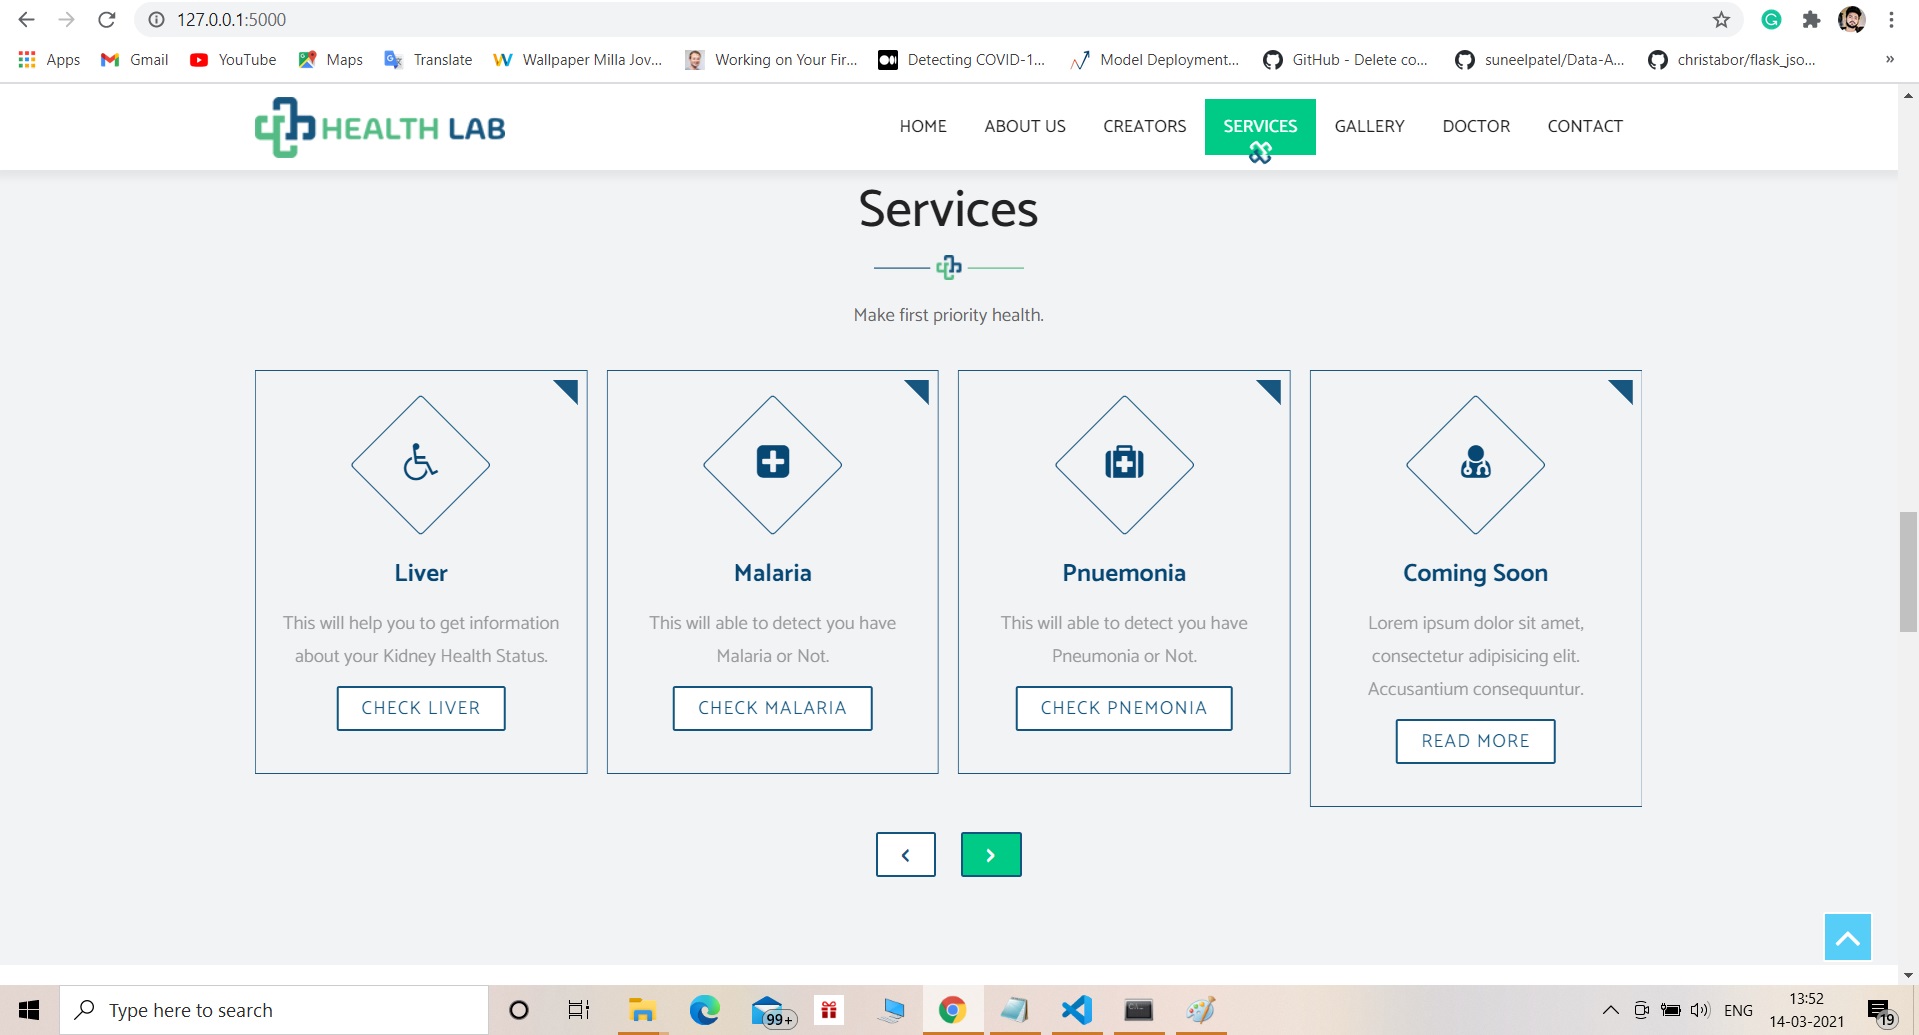 127.0.0.1:5000
Apps Gmail YouTube Maps Translate Wallpaper Milla Jov... Working on Your Fir... Detecting COVID-1... Model Deployment... GitHub - Delete co... suneelpatel/Data-A... christabor/flask_jso... »
HEALTH LAB HOME ABOUT US CREATORS SERVICES GALLERY DOCTOR CONTACT
Services
Make first priority health.
Liver
This will help you to get information
about your Kidney Health Status.
CHECK LIVER
Malaria
This will able to detect you have
Malaria or Not.
CHECK MALARIA
Pnuemonia
This will able to detect you have
Pneumonia or Not.
CHECK PNEMONIA
Coming Soon
Lorem ipsum dolor sit amet,
consectetur adipisicing elit.
Accusantium consequuntur.
READ MORE
Type here to search
99+
ENG
13:52
14-03-2021
19